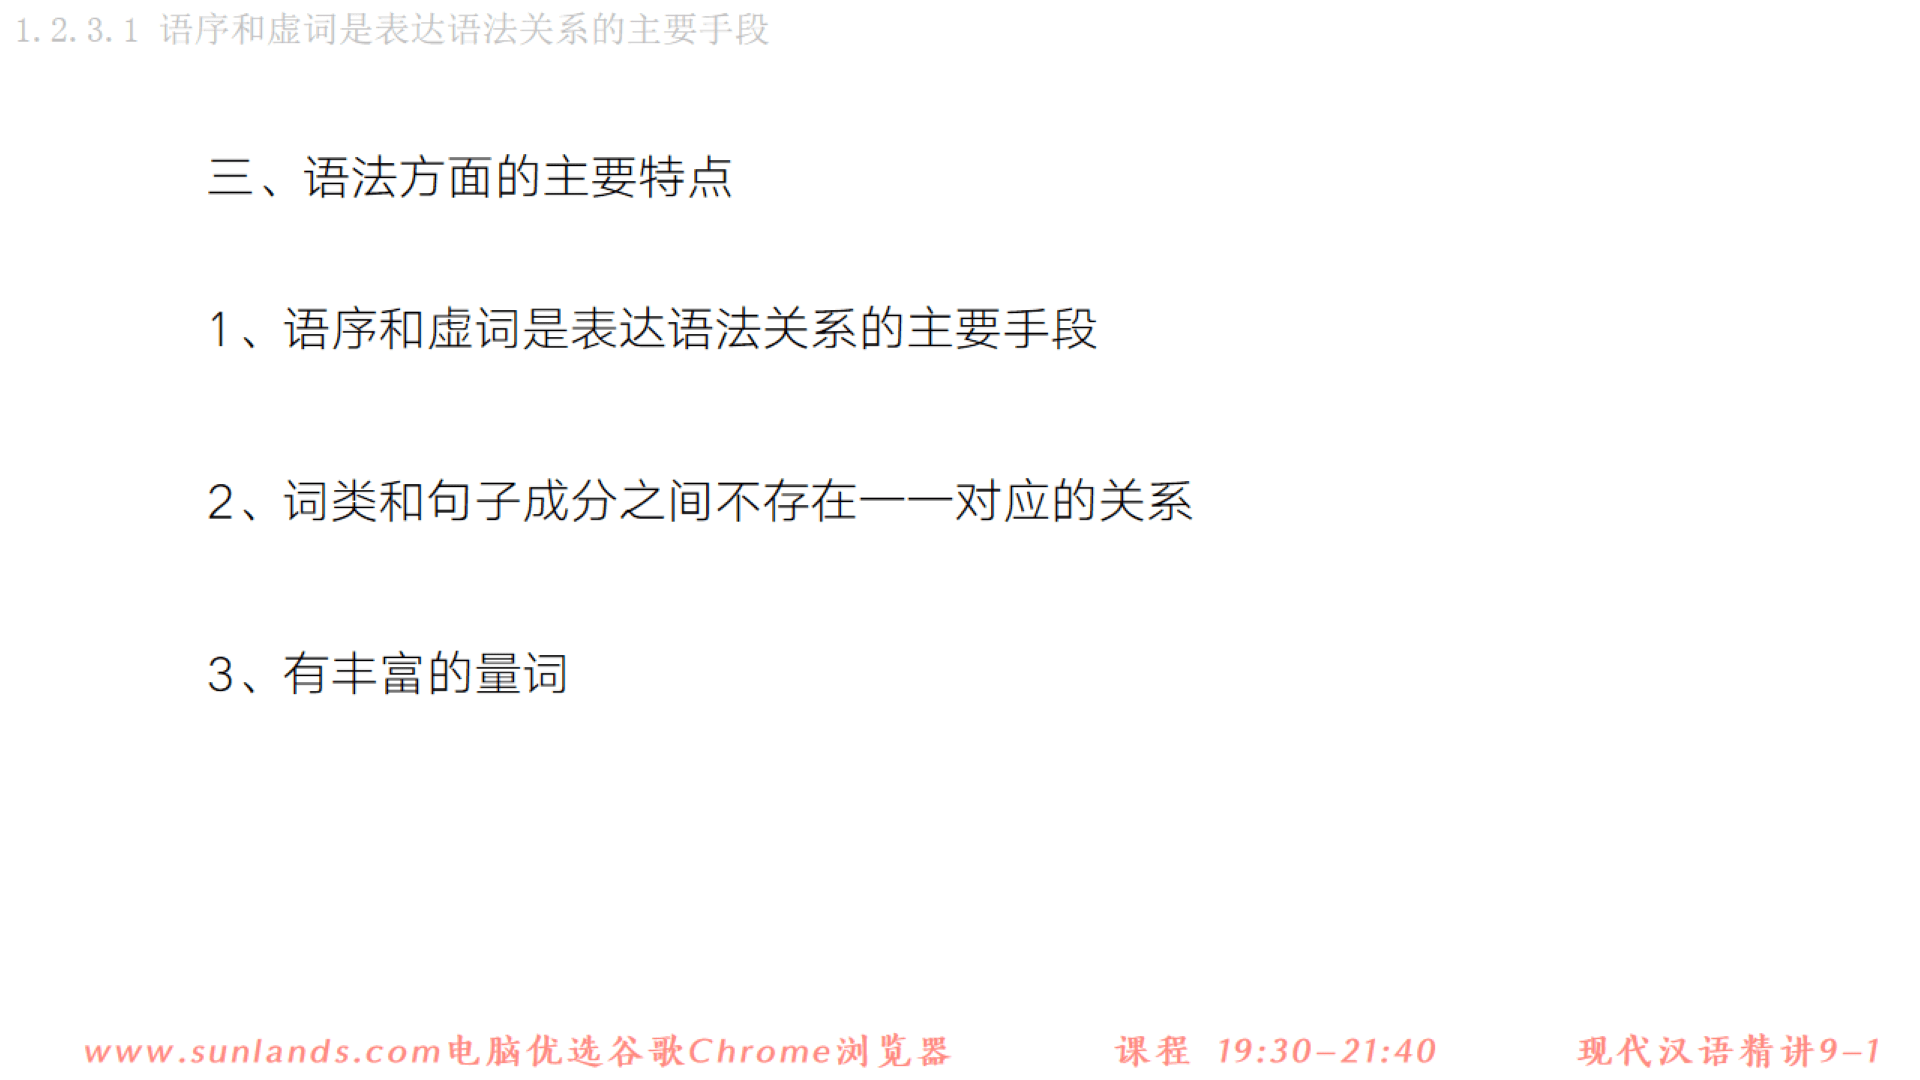 1.2.3.1 语序和虚词是表达语法关系的主要手段
三、语法方面的主要特点
1、语序和虚词是表达语法关系的主要手段
2、词类和句子成分之间不存在一一对应的关系
3、有丰富的量词
www.sunlands.com电脑优选谷歌Chrome浏览器 课程 19:30-21:40 现代汉语精讲9-1